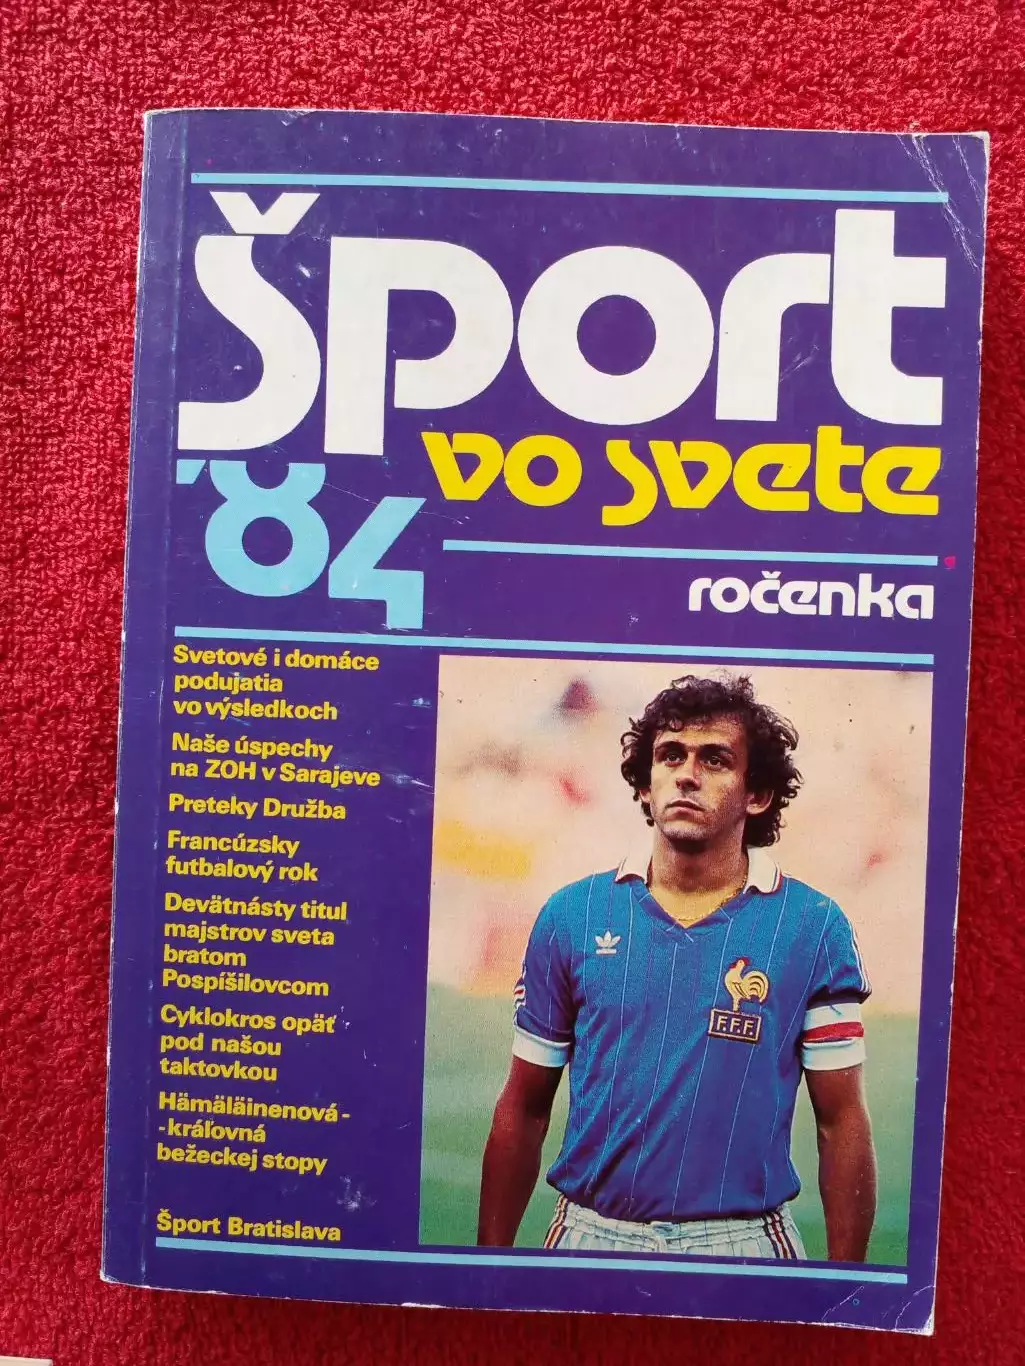 Šport
vo svete
'84
ročenka
Svetové i domáce
podujatia
vo výsledkoch
Naše úspechy
na ZOH v Sarajeve
Preteky Družba
Francúzsky
futbalový rok
Devätnásty titul
majstrov sveta
bratom
Pospíšilovcom
Cyklokros opäť
pod našou
taktovkou
Hämäläinenová-
-kráľovná
bežeckej stopy
Šport Bratislava
F.F.F.